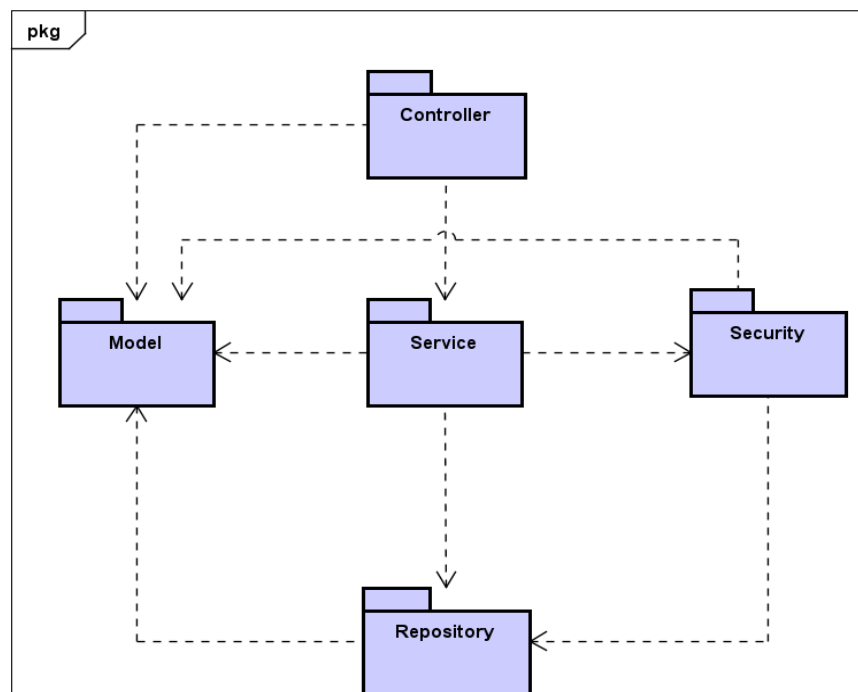 pkg
Controller
Model
Service
Security
Repository